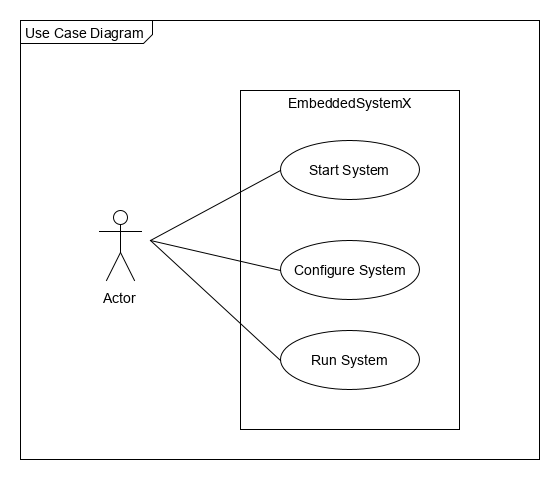 Use Case Diagram
EmbeddedSystemX
Start System
Configure System
Run System
Actor